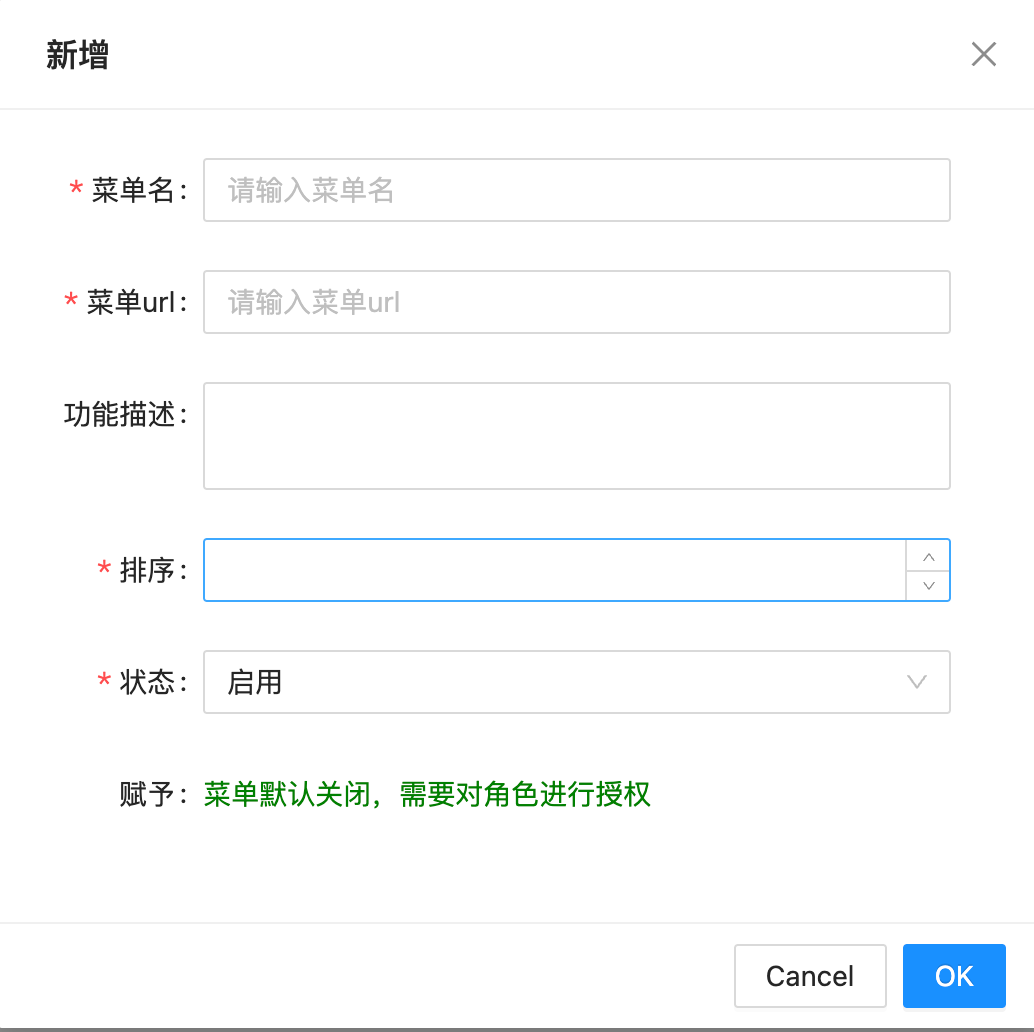 新增
* 菜单名: 请输入菜单名
* 菜单url: 请输入菜单url
功能描述:
* 排序:
* 状态: 启用
赋予: 菜单默认关闭，需要对角色进行授权
Cancel OK